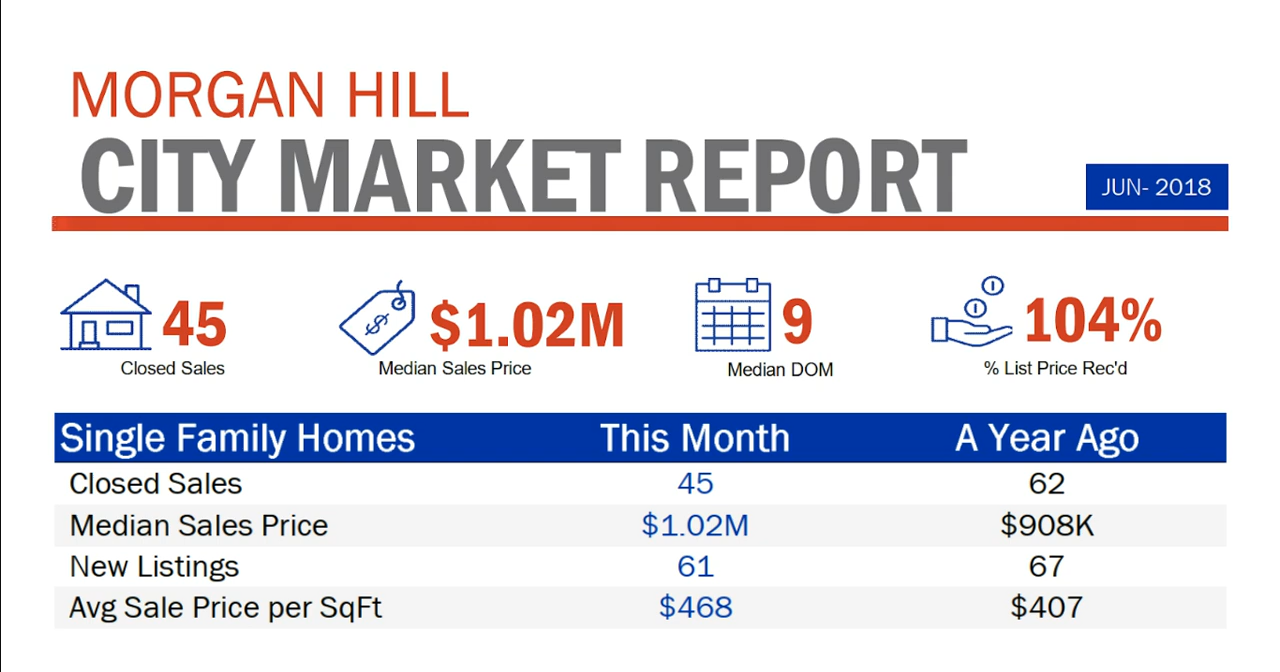 MORGAN HILL
CITY MARKET REPORT
JUN- 2018
45
Closed Sales
$1.02M
Median Sales Price
9
Median DOM
104%
% List Price Rec'd
Single Family Homes This Month A Year Ago
Closed Sales 45 62
Median Sales Price $1.02M $908K
New Listings 61 67
Avg Sale Price per SqFt $468 $407